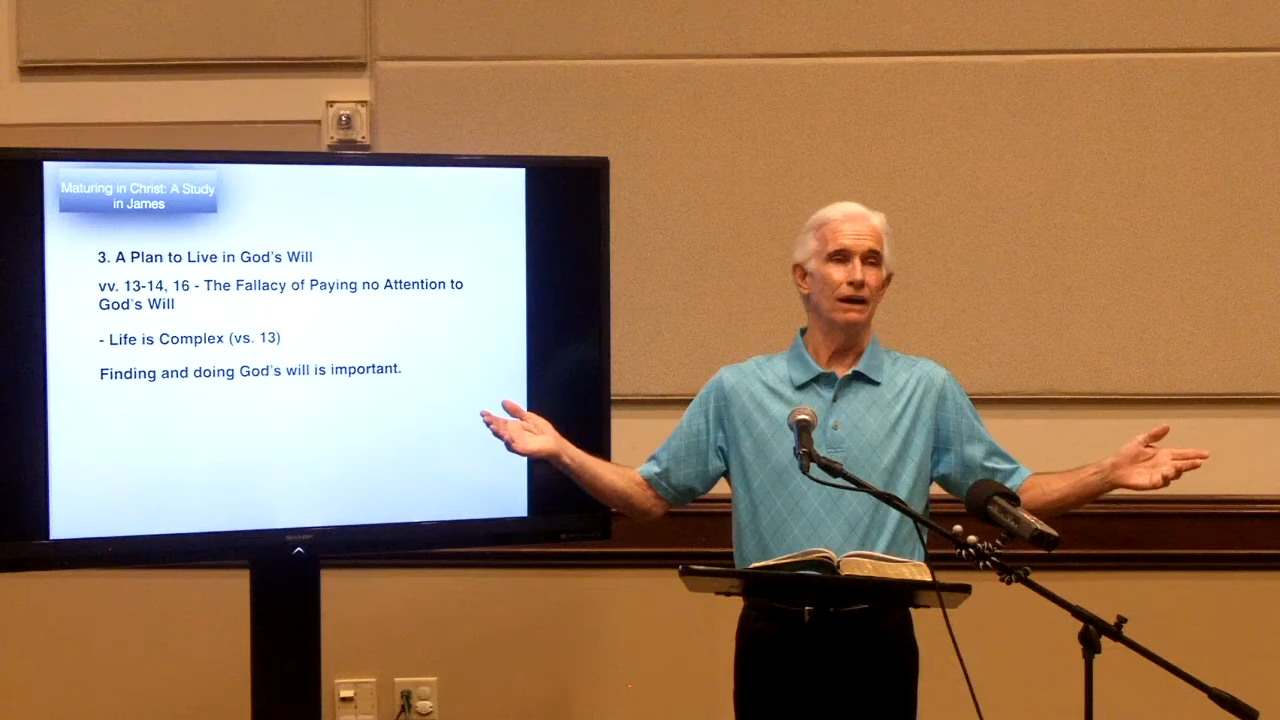 Maturing in Christ: A Study
in James
3. A Plan to Live in God's Will
vv. 13-14, 16 - The Fallacy of Paying no Attention to
God's Will
- Life is Complex (vs. 13)
Finding and doing God's will is important.
SHARP